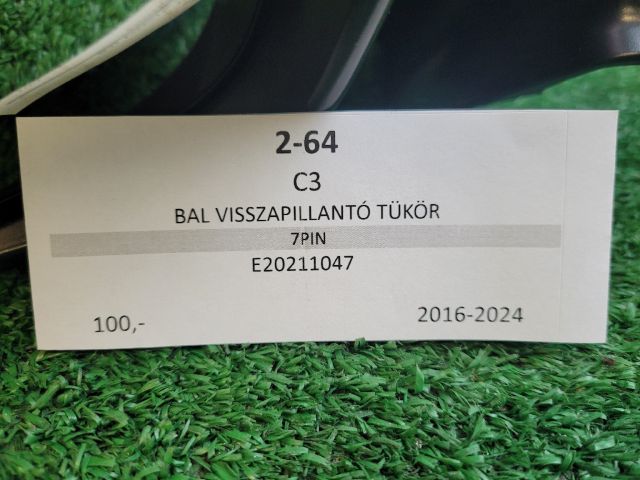 2-64
C3
BAL VISSZAPILLANTÓ TÜKÖR
7PIN
E20211047
100,- 2016-2024